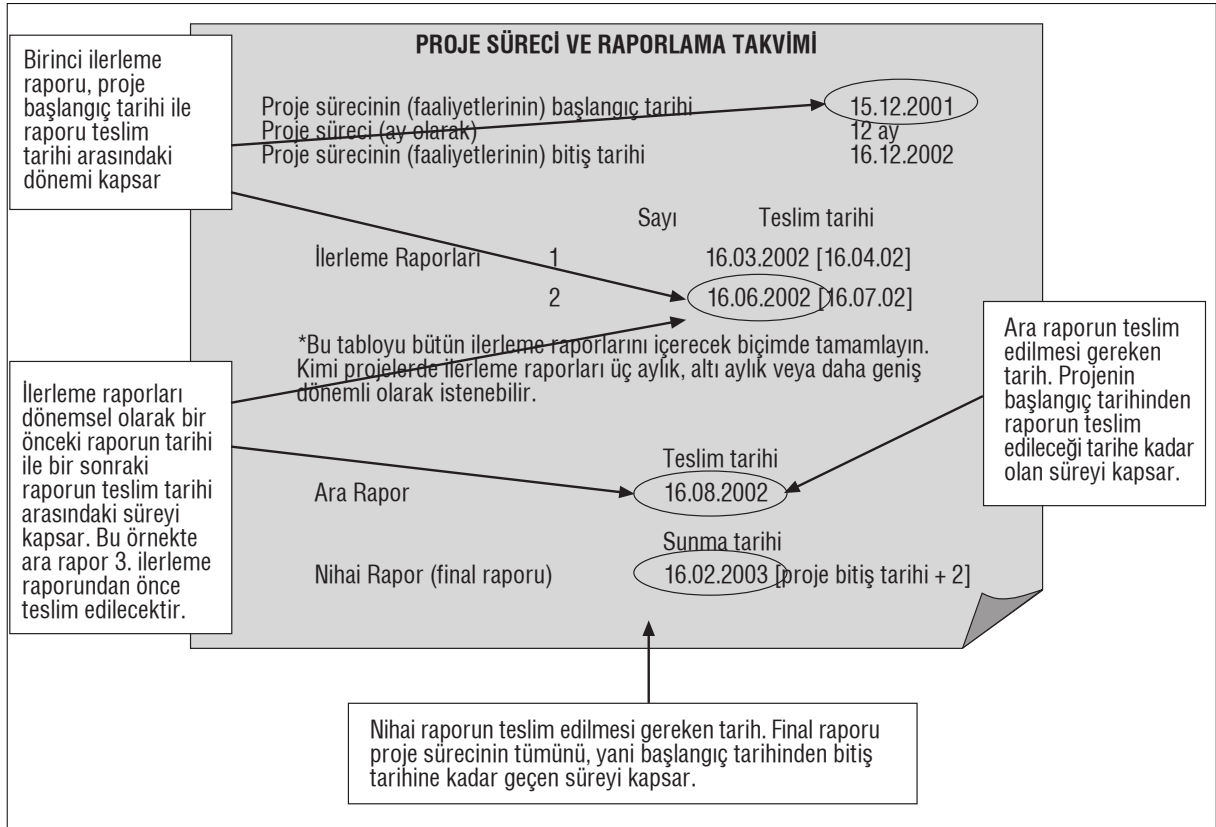 PROJE SÜRECİ VE RAPORLAMA TAKVİMİ
Birinci ilerleme
raporu, proje
başlangıç tarihi ile
raporu teslim
tarihi arasındaki
dönemi kapsar
Proje sürecinin (faaliyetlerinin) başlangıç tarihi 15.12.2001
Proje süreci (ay olarak) 12 ay
Proje sürecinin (faaliyetlerinin) bitiş tarihi 16.12.2002
Sayı Teslim tarihi
İlerleme Raporları 1 16.03.2002 [16.04.02]
2 16.06.2002 [16.07.02]
*Bu tabloyu bütün ilerleme raporlarını içerecek biçimde tamamlayın.
Kimi projelerde ilerleme raporları üç aylık, altı aylık veya daha geniş
dönemli olarak istenebilir.
İlerleme raporları
dönemsel olarak bir
önceki raporun tarihi
ile bir sonraki
raporun teslim tarihi
arasındaki süreyi
kapsar. Bu örnekte
ara rapor 3. ilerleme
raporundan önce
teslim edilecektir.
Ara raporun teslim
edilmesi gereken
tarih. Projenin
başlangıç tarihinden
raporun teslim
edileceği tarihe kadar
olan süreyi kapsar.
Teslim tarihi
Ara Rapor 16.08.2002
Sunma tarihi
Nihai Rapor (final raporu) 16.02.2003 [proje bitiş tarihi + 2]
Nihai raporun teslim edilmesi gereken tarih. Final raporu
proje sürecinin tümünü, yani başlangıç tarihinden bitiş
tarihine kadar geçen süreyi kapsar.